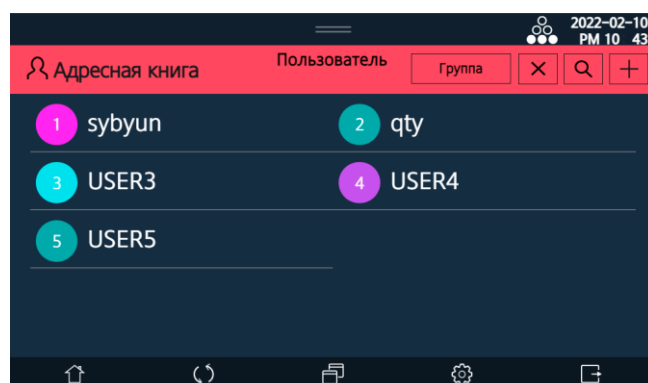 2022-02-10
PM 10 43
Адресная книга
Пользователь
Группа
1 sybyun
2 qty
3 USER3
4 USER4
5 USER5